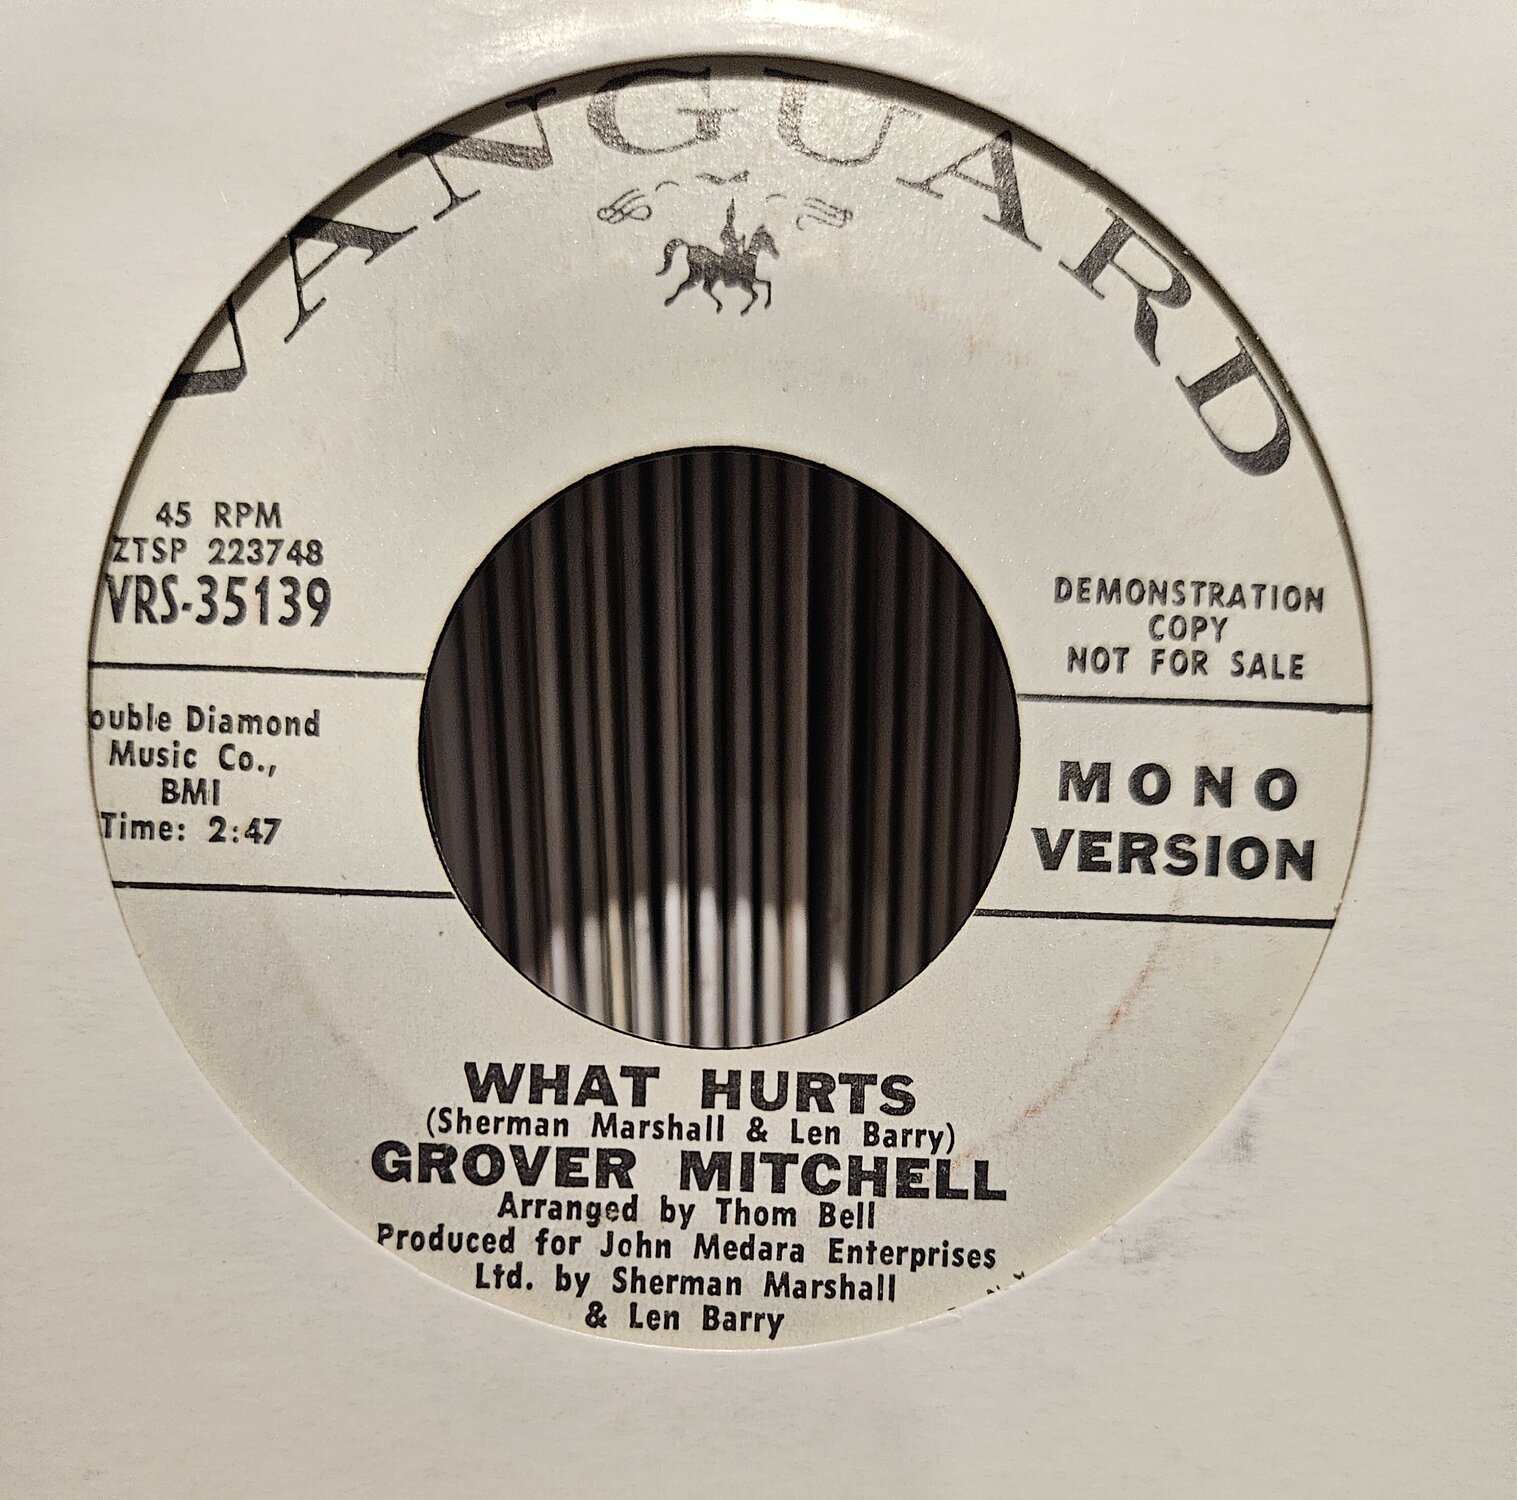 VANGUARD
45 RPM
ZTSP 223748
VRS-35139
DEMONSTRATION
COPY
NOT FOR SALE
ouble Diamond
Music Co.,
BMI
Time: 2:47
MONO
VERSION
WHAT HURTS
(Sherman Marshall & Len Barry)
GROVER MITCHELL
Arranged by Thom Bell
Produced for John Medara Enterprises
Ltd. by Sherman Marshall
& Len Barry